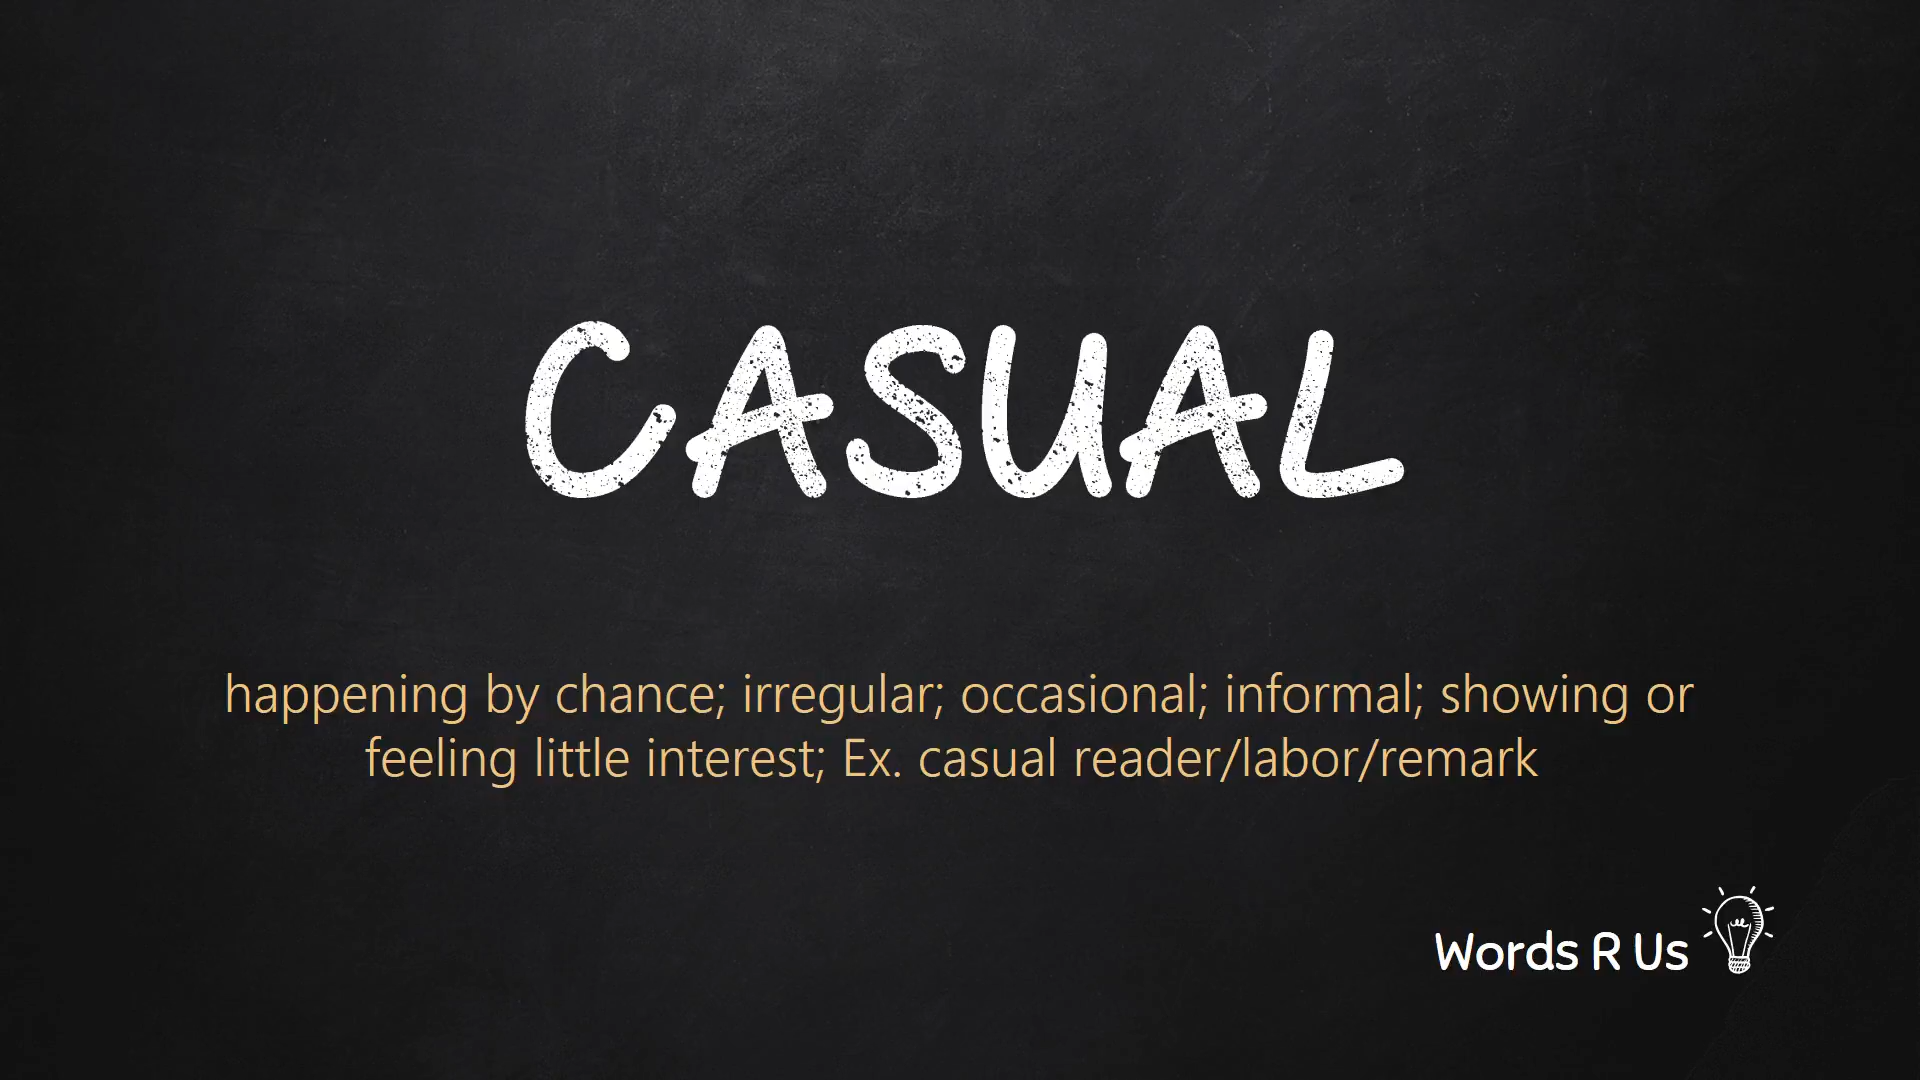 CASUAL
happening by chance; irregular; occasional; informal; showing or
feeling little interest; Ex. casual reader/labor/remark
Words R Us